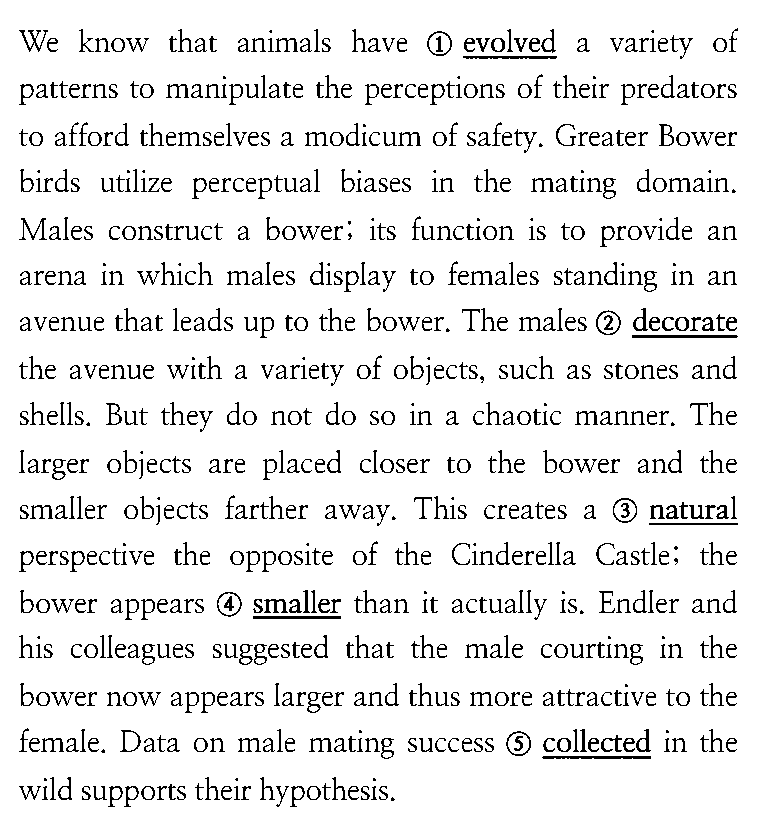 We know that animals have ① evolved a variety of
patterns to manipulate the perceptions of their predators
to afford themselves a modicum of safety. Greater Bower
birds utilize perceptual biases in the mating domain.
Males construct a bower; its function is to provide an
arena in which males display to females standing in an
avenue that leads up to the bower. The males ② decorate
the avenue with a variety of objects, such as stones and
shells. But they do not do so in a chaotic manner. The
larger objects are placed closer to the bower and the
smaller objects farther away. This creates a ③ natural
perspective the opposite of the Cinderella Castle; the
bower appears ④ smaller than it actually is. Endler and
his colleagues suggested that the male courting in the
bower now appears larger and thus more attractive to the
female. Data on male mating success ⑤ collected in the
wild supports their hypothesis.